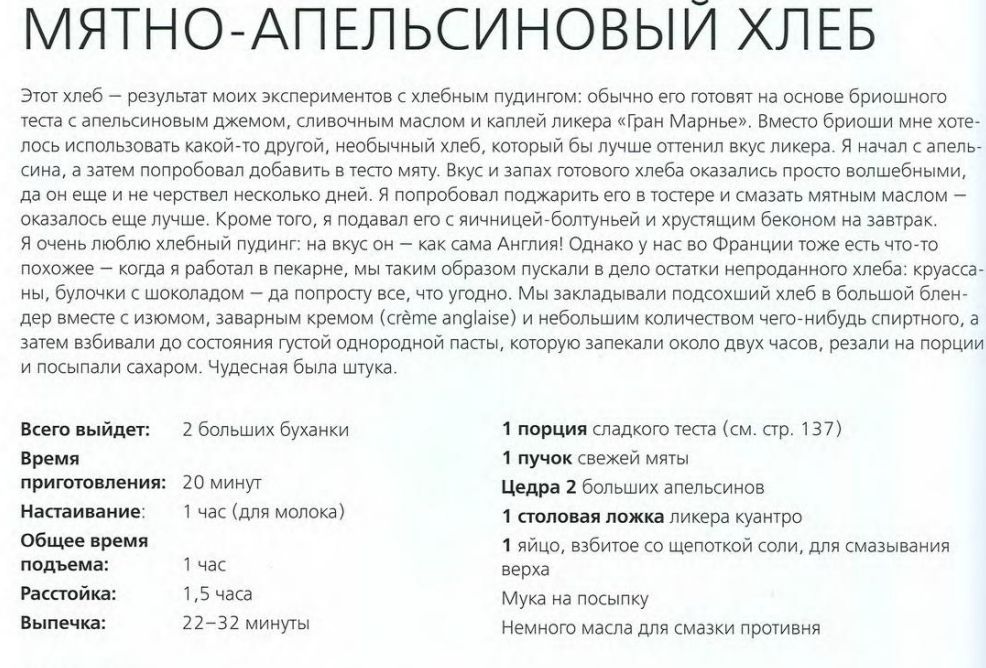 МЯТНО-АПЕЛЬСИНОВЫЙ ХЛЕБ
Этот хлеб — результат моих экспериментов с хлебным пудингом: обычно его готовят на основе бриошного
теста с апельсиновым джемом, сливочным маслом и каплей ликера «Гран Марнье». Вместо бриоши мне хоте-
лось использовать какой-то другой, необычный хлеб, который бы лучше оттенил вкус ликера. Я начал с апель-
сина, а затем попробовал добавить в тесто мяту. Вкус и запах готового хлеба оказались просто волшебными,
да он еще и не черствел несколько дней. Я попробовал поджарить его в тостере и смазать мятным маслом —
оказалось еще лучше. Кроме того, я подавал его с яичницей-болтуньей и хрустящим беконом на завтрак.
Я очень люблю хлебный пудинг: на вкус он — как сама Англия! Однако у нас во Франции тоже есть что-то
похожее — когда я работал в пекарне, мы таким образом пускали в дело остатки непроданного хлеба: круасса-
ны, булочки с шоколадом — да попросту все, что угодно. Мы закладывали подсохший хлеб в большой блен-
дер вместе с изюмом, заварным кремом (crème anglaise) и небольшим количеством чего-нибудь спиртного, а
затем взбивали до состояния густой однородной пасты, которую запекали около двух часов, резали на порции
и посыпали сахаром. Чудесная была штука.
Всего выйдет: 2 больших буханки
Время
приготовления: 20 минут
Настаивание: 1 час (для молока)
Общее время
подъема: 1 час
Расстойка: 1,5 часа
Выпечка: 22–32 минуты
1 порция сладкого теста (см. стр. 137)
1 пучок свежей мяты
Цедра 2 больших апельсинов
1 столовая ложка ликера куантро
1 яйцо, взбитое со щепоткой соли, для смазывания
верха
Мука на посыпку
Немного масла для смазки противня